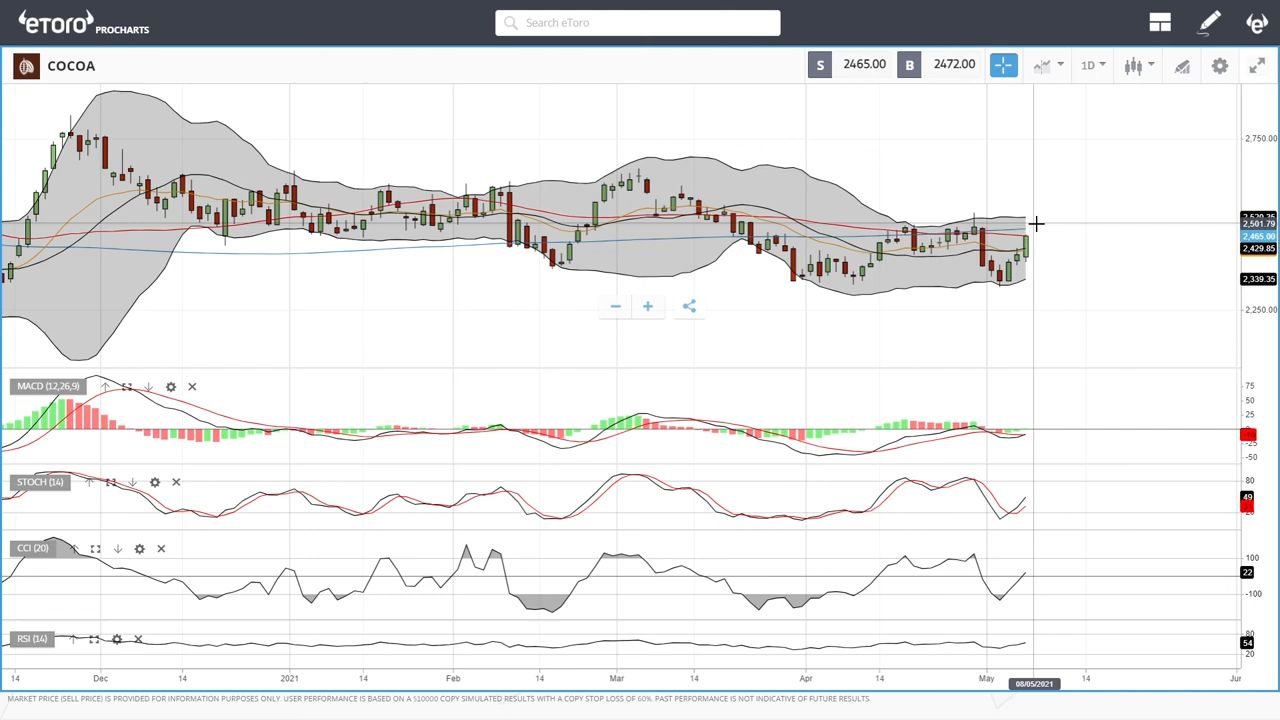 eToro PROCHARTS
Search eToro
COCOA
S 2465.00 B 2472.00
1D
2,750.00
2,501.79
2,465.00
2,429.85
2,339.35
2,250.00
MACD (12,26,9)
75
50
25
-25
-50
STOCH (14)
80
49
CCI (20)
100
22
-100
RSI (14)
80
54
20
14 Dec 14 2021 14 Feb 14 Mar 14 Apr 14 May 14 Jun
08/05/2021
MARKET PRICE (SELL PRICE) IS PROVIDED FOR INFORMATION PURPOSES ONLY. USER PERFORMANCE IS BASED ON A $10000 COPY SIMULATED RESULTS WITH A COPY STOP LOSS OF 60%. PAST PERFORMANCE IS NOT INDICATIVE OF FUTURE RESULTS.